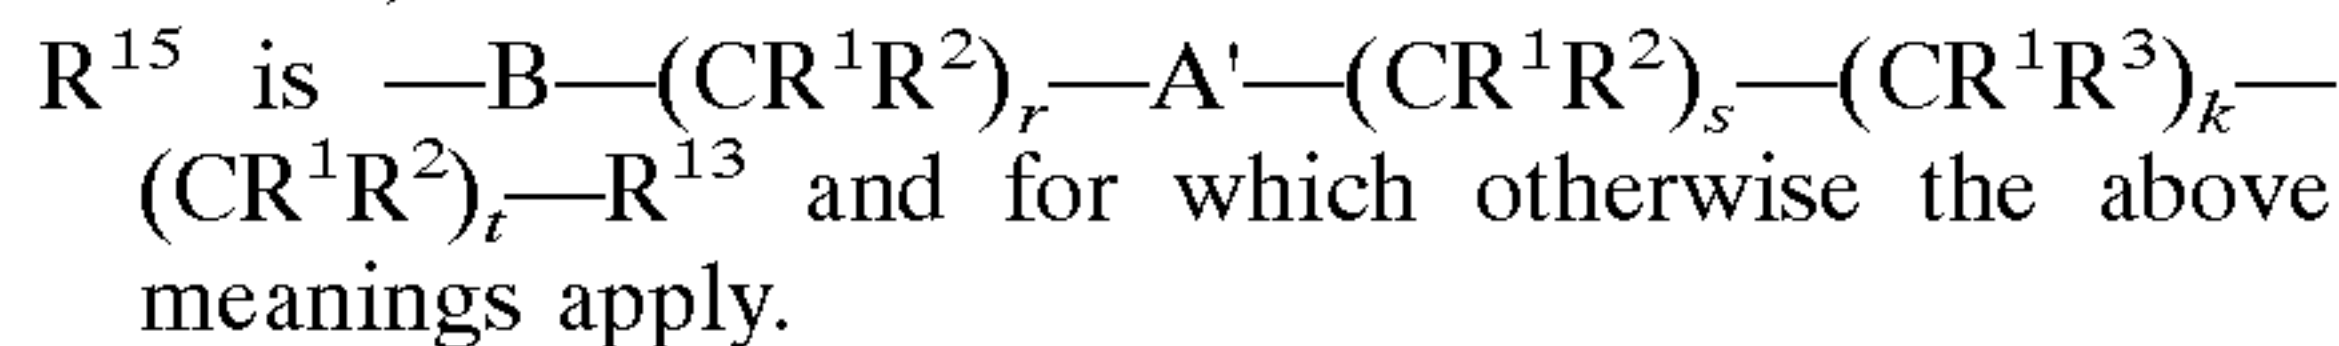 R¹⁵ is —B—(CR¹R²)ᵣ—A'—(CR¹R²)ₛ—(CR¹R³)ₖ—
(CR¹R²)ₜ—R¹³ and for which otherwise the above
meanings apply.